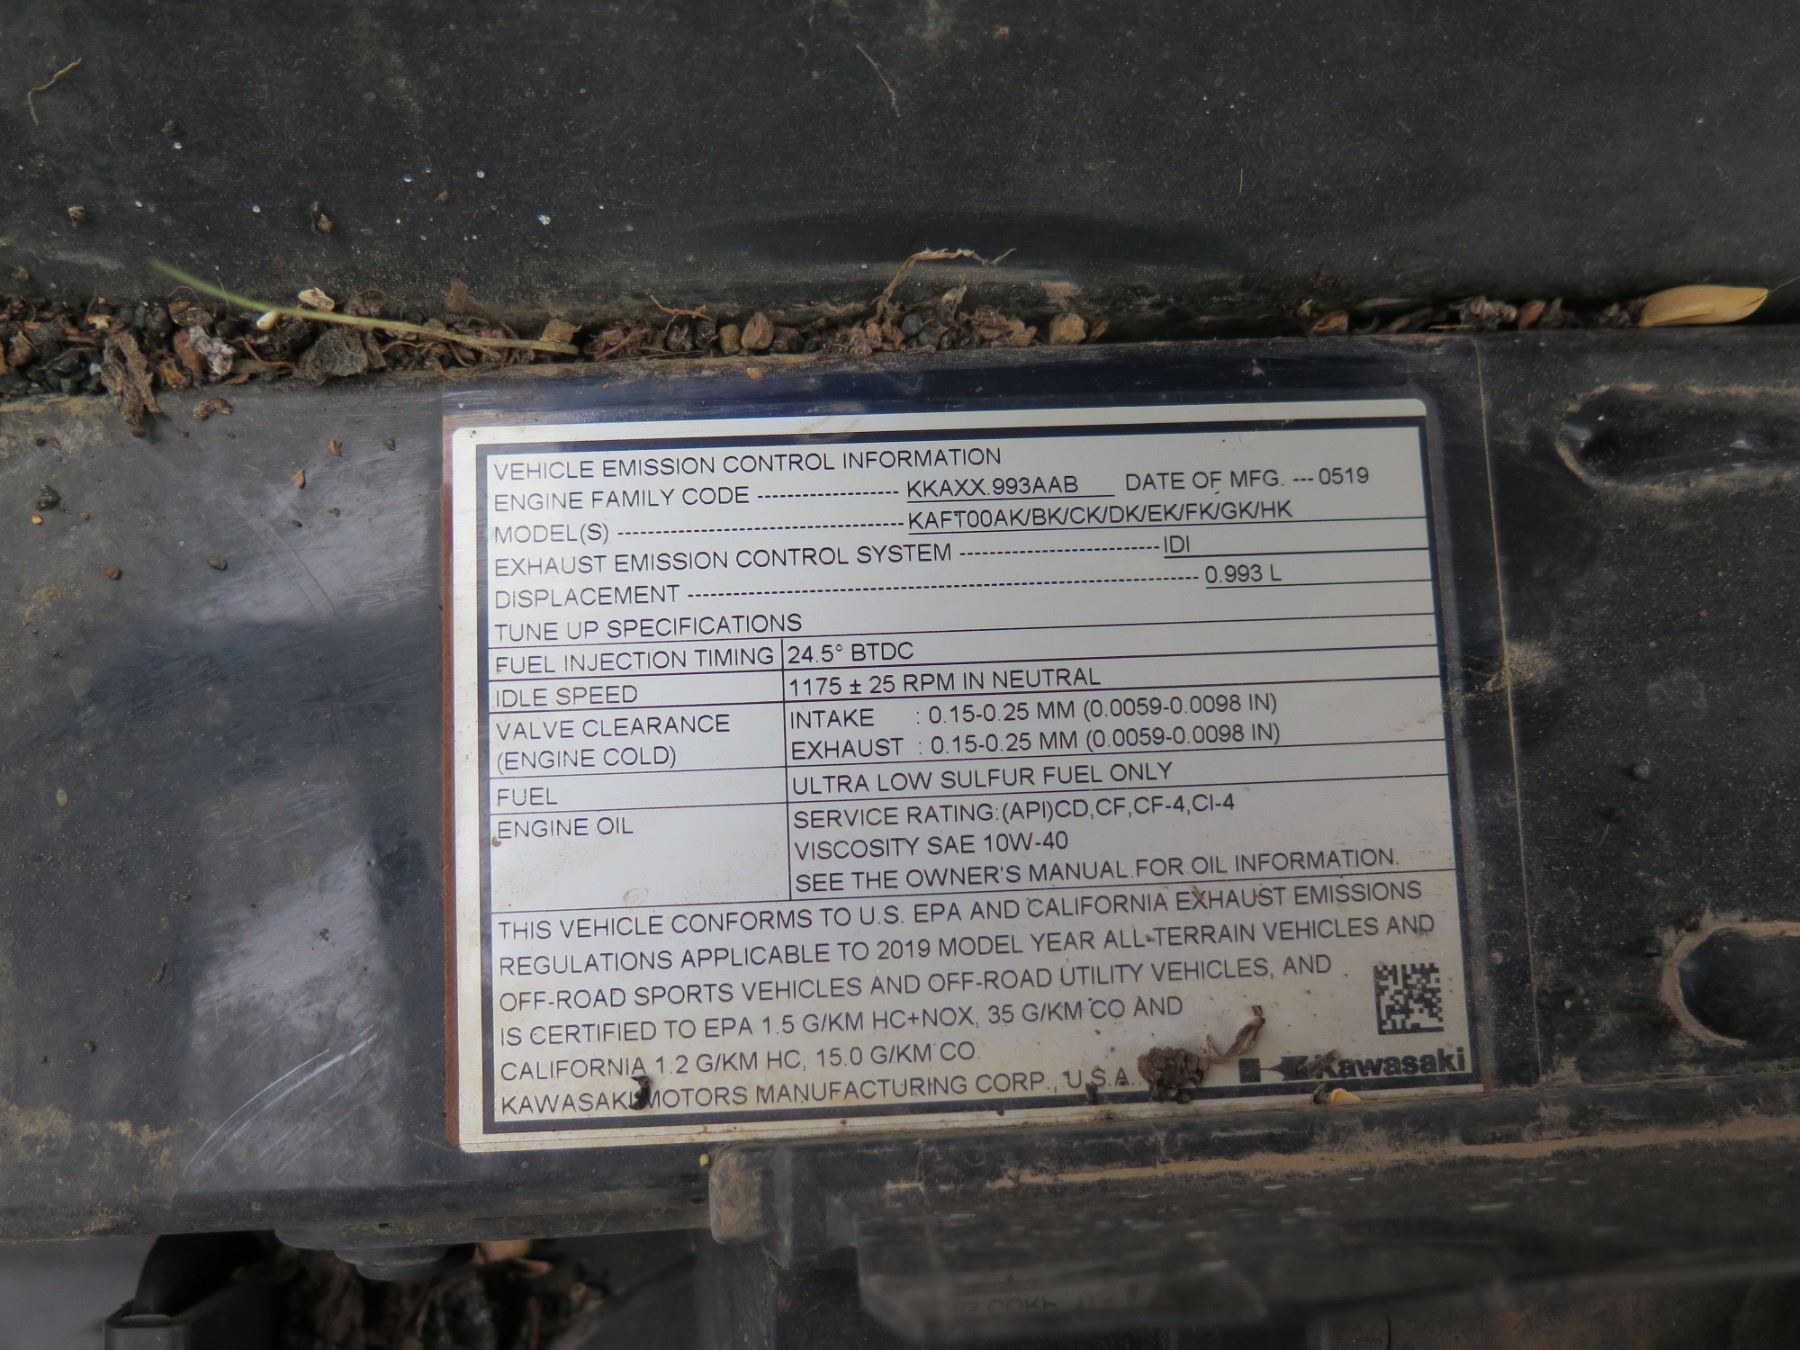 VEHICLE EMISSION CONTROL INFORMATION
ENGINE FAMILY CODE ------------------- KKAXX.993AAB DATE OF MFG. --- 0519
MODEL(S) -------------------------------------- KAFT00AK/BK/CK/DK/EK/FK/GK/HK
EXHAUST EMISSION CONTROL SYSTEM --------------------------- IDI
DISPLACEMENT -------------------------------------------------------------------- 0.993 L
TUNE UP SPECIFICATIONS
FUEL INJECTION TIMING 24.5° BTDC
IDLE SPEED 1175 ± 25 RPM IN NEUTRAL
VALVE CLEARANCE INTAKE : 0.15-0.25 MM (0.0059-0.0098 IN)
(ENGINE COLD) EXHAUST : 0.15-0.25 MM (0.0059-0.0098 IN)
FUEL ULTRA LOW SULFUR FUEL ONLY
ENGINE OIL SERVICE RATING:(API)CD,CF,CF-4,CI-4
VISCOSITY SAE 10W-40
SEE THE OWNER'S MANUAL FOR OIL INFORMATION.
THIS VEHICLE CONFORMS TO U.S. EPA AND CALIFORNIA EXHAUST EMISSIONS
REGULATIONS APPLICABLE TO 2019 MODEL YEAR ALL-TERRAIN VEHICLES AND
OFF-ROAD SPORTS VEHICLES AND OFF-ROAD UTILITY VEHICLES, AND
IS CERTIFIED TO EPA 1.5 G/KM HC+NOX, 35 G/KM CO AND
CALIFORNIA 1.2 G/KM HC, 15.0 G/KM CO.
KAWASAKI MOTORS MANUFACTURING CORP., U.S.A.
Kawasaki